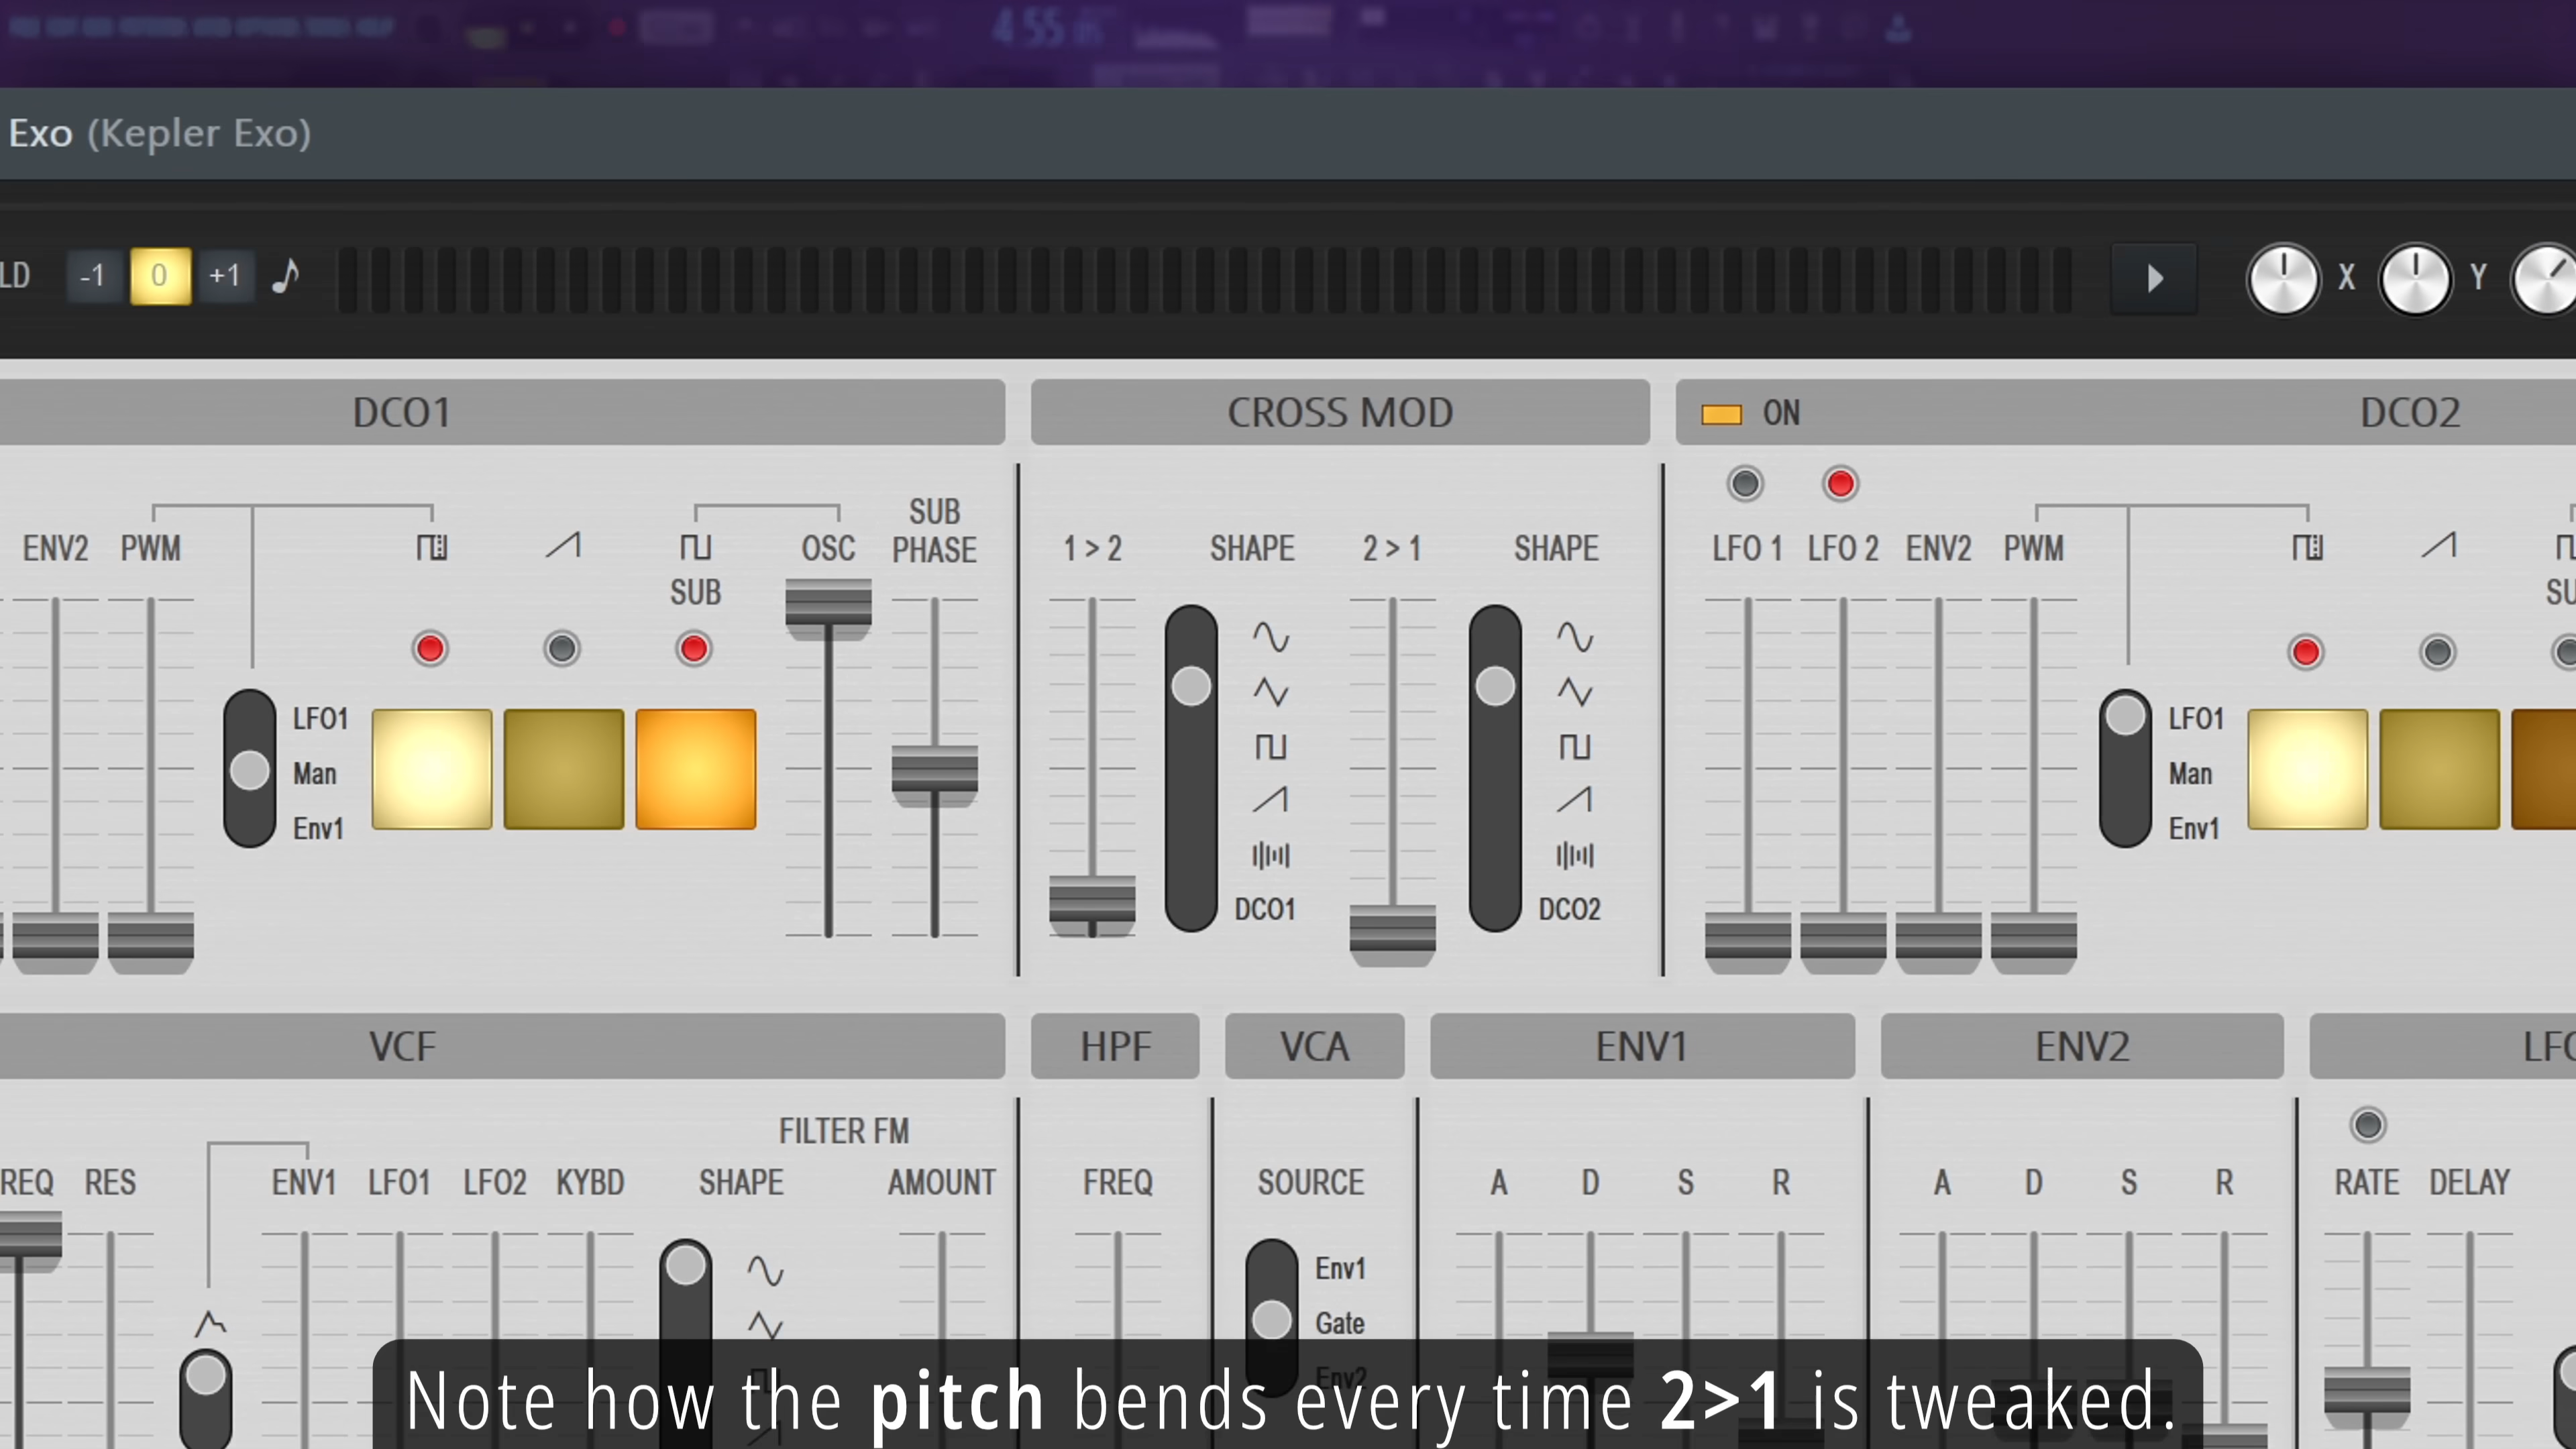 4 55
Exo (Kepler Exo)
LD -1 0 +1 X Y
DCO1 CROSS MOD ON DCO2
ENV2 PWM SUB OSC SUB PHASE
LFO1
Man
Env1
1 > 2 SHAPE 2 > 1 SHAPE
DCO1 DCO2
LFO 1 LFO 2 ENV2 PWM
LFO1
Man
Env1
VCF HPF VCA ENV1 ENV2
FILTER FM
REQ RES ENV1 LFO1 LFO2 KYBD SHAPE AMOUNT FREQ SOURCE A D S R A D S R RATE DELAY
Env1
Gate
Env2
Note how the pitch bends every time 2>1 is tweaked.